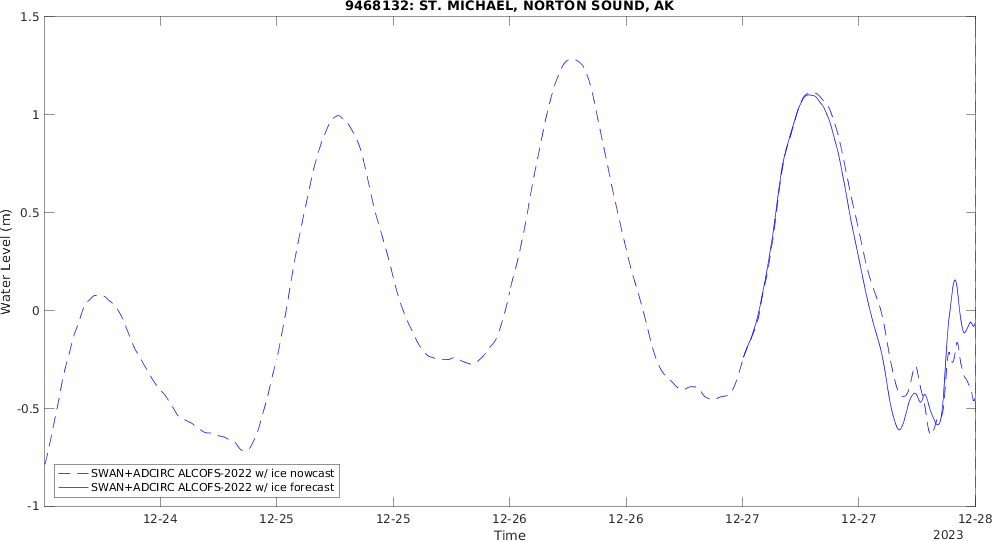 9468132: ST. MICHAEL, NORTON SOUND, AK
1.5
1
0.5
0
-0.5
-1
Water Level (m)
SWAN+ADCIRC ALCOFS-2022 w/ ice nowcast
SWAN+ADCIRC ALCOFS-2022 w/ ice forecast
12-24 12-25 12-25 12-26 12-26 12-27 12-27 12-28
Time
2023